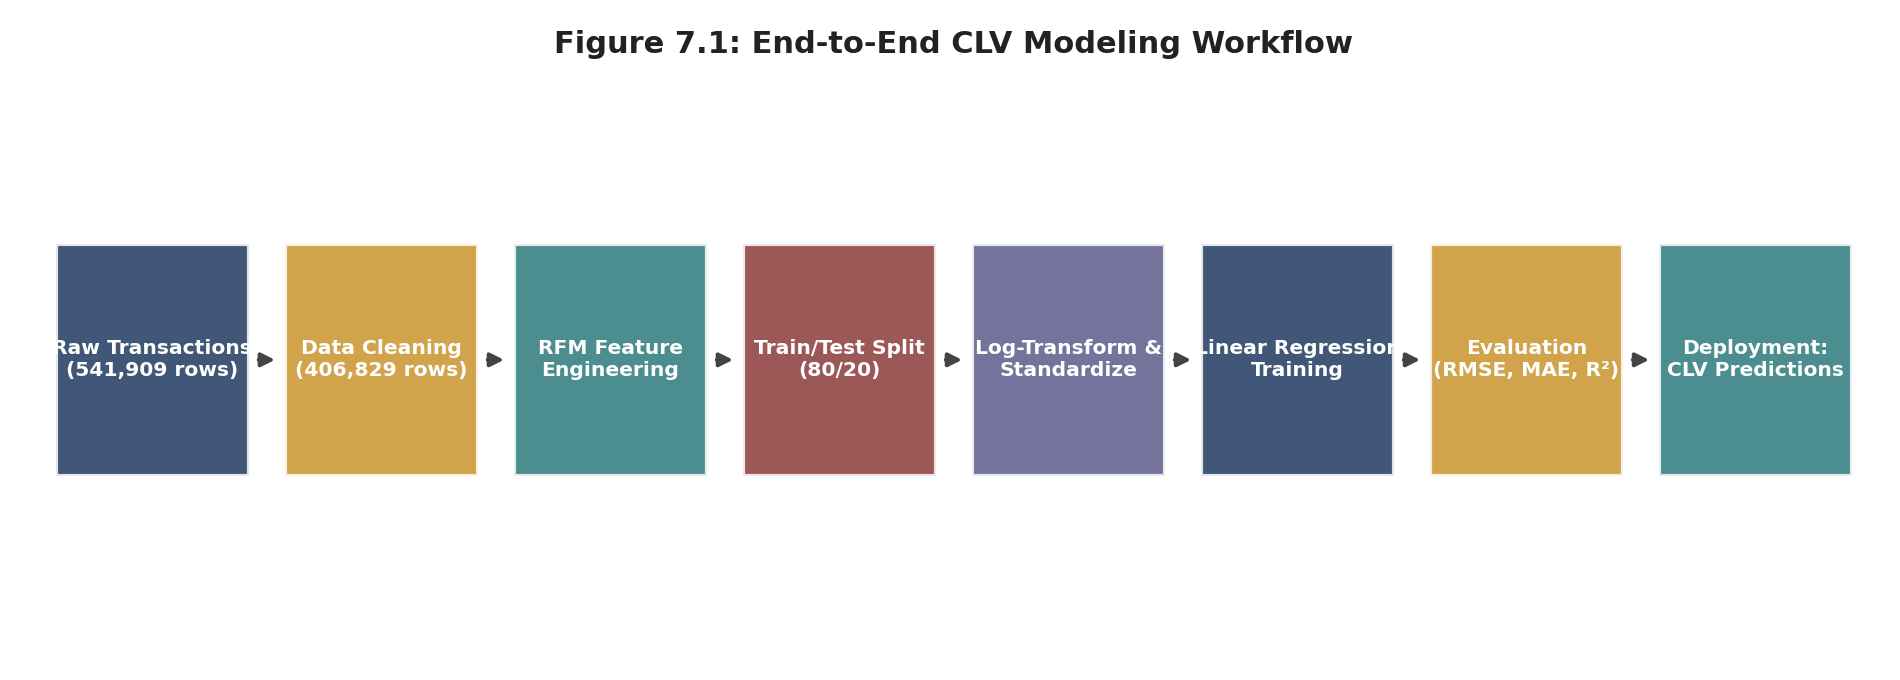 Figure 7.1: End-to-End CLV Modeling Workflow
Raw Transactions
(541,909 rows)
Data Cleaning
(406,829 rows)
RFM Feature
Engineering
Train/Test Split
(80/20)
Log-Transform &
Standardize
Linear Regression
Training
Evaluation
(RMSE, MAE, R²)
Deployment:
CLV Predictions